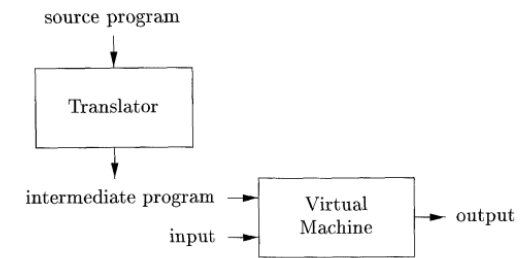 source program
Translator
intermediate program
Virtual
Machine
output
input